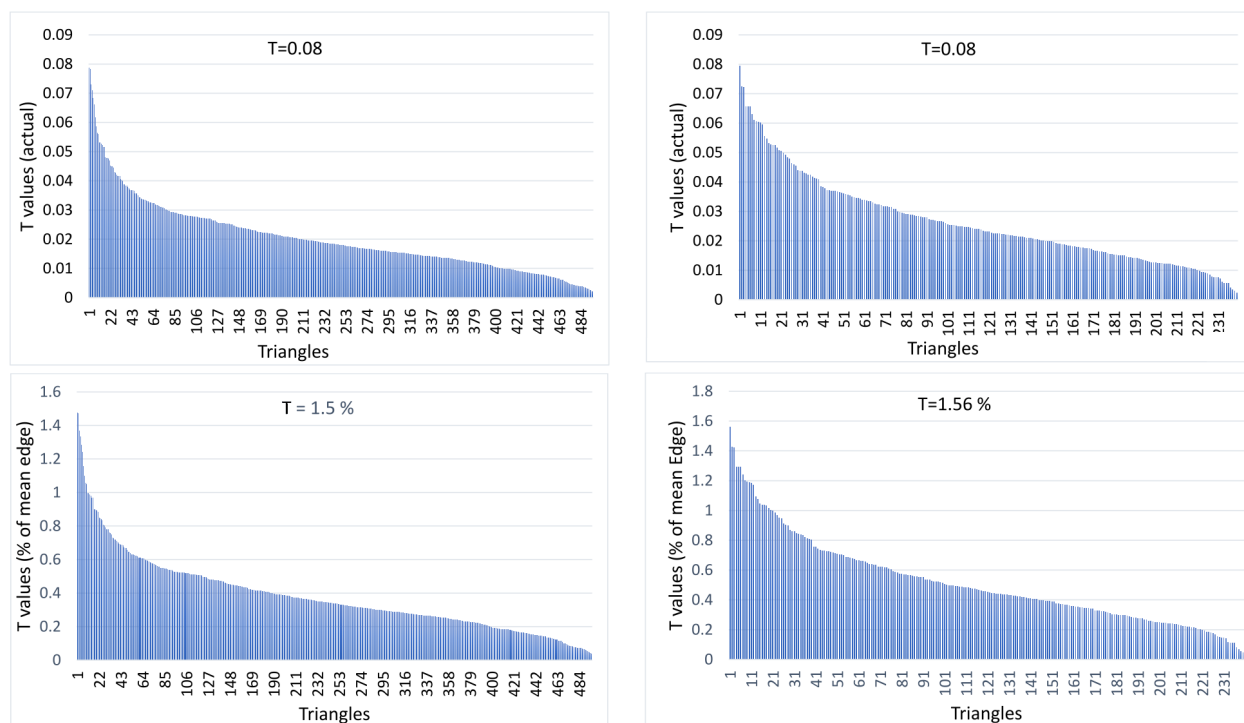 T=0.08
T values (actual)
0.09
0.08
0.07
0.06
0.05
0.04
0.03
0.02
0.01
0
1 22 43 64 85 106 127 148 169 190 211 232 253 274 295 316 337 358 379 400 421 442 463 484
Triangles
T=0.08
T values (actual)
0.09
0.08
0.07
0.06
0.05
0.04
0.03
0.02
0.01
0
1 11 21 31 41 51 61 71 81 91 101 111 121 131 141 151 161 171 181 191 201 211 221 231
Triangles
T = 1.5 %
T values (% of mean edge)
1.6
1.4
1.2
1
0.8
0.6
0.4
0.2
0
1 22 43 64 85 106 127 148 169 190 211 232 253 274 295 316 337 358 379 400 421 442 463 484
Triangles
T=1.56 %
T values (% of mean Edge)
1.8
1.6
1.4
1.2
1
0.8
0.6
0.4
0.2
0
1 11 21 31 41 51 61 71 81 91 101 111 121 131 141 151 161 171 181 191 201 211 221 231
Triangles